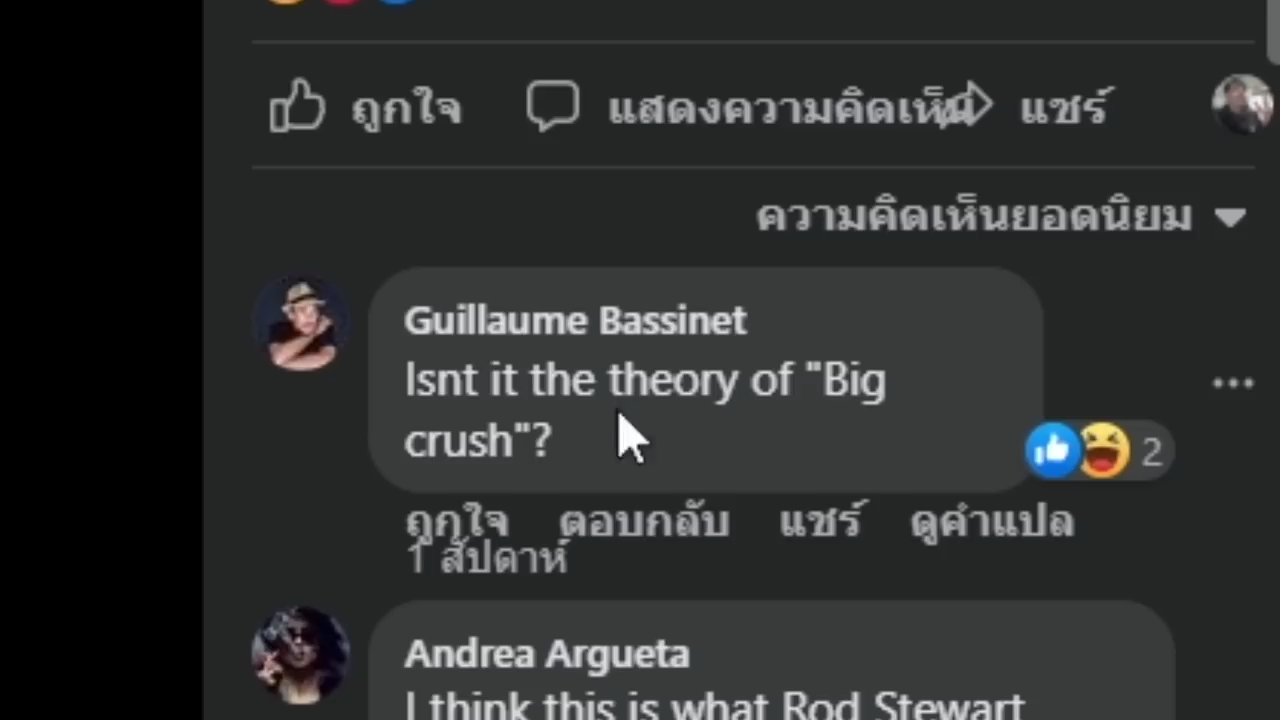 ถูกใจ แสดงความคิดเห็น แชร์
ความคิดเห็นยอดนิยม
Guillaume Bassinet
Isnt it the theory of "Big
crush"?
2
ถูกใจ ตอบกลับ แชร์ ดูคำแปล
1 สัปดาห์
Andrea Argueta
I think this is what Rod Stewart